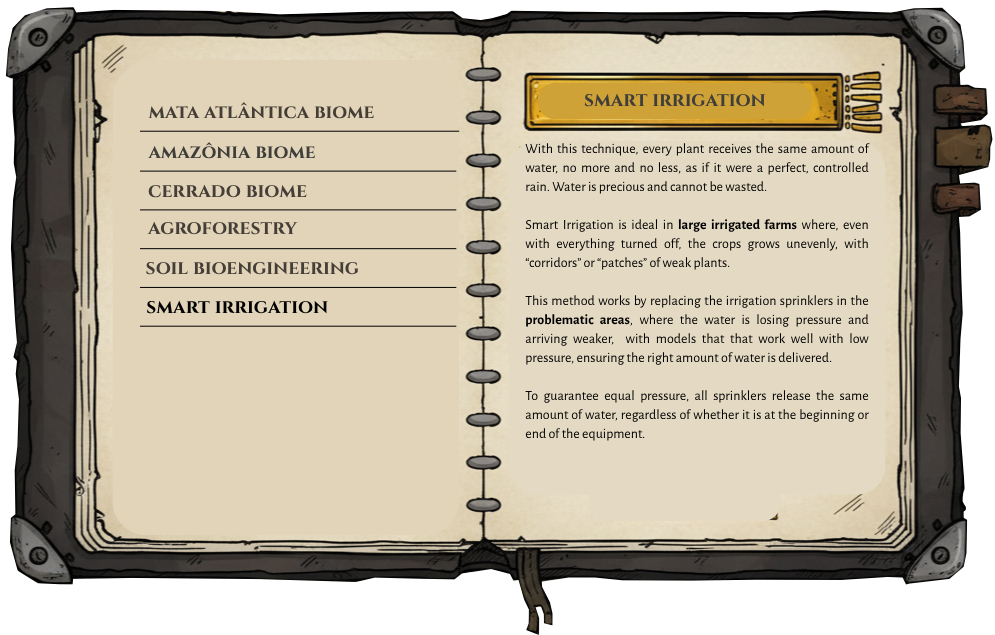 MATA ATLÂNTICA BIOME
AMAZÔNIA BIOME
CERRADO BIOME
AGROFORESTRY
SOIL BIOENGINEERING
SMART IRRIGATION
SMART IRRIGATION
With this technique, every plant receives the same amount of
water, no more and no less, as if it were a perfect, controlled
rain. Water is precious and cannot be wasted.
Smart Irrigation is ideal in large irrigated farms where, even
with everything turned off, the crops grows unevenly, with
“corridors” or “patches” of weak plants.
This method works by replacing the irrigation sprinklers in the
problematic areas, where the water is losing pressure and
arriving weaker, with models that that work well with low
pressure, ensuring the right amount of water is delivered.
To guarantee equal pressure, all sprinklers release the same
amount of water, regardless of whether it is at the beginning or
end of the equipment.